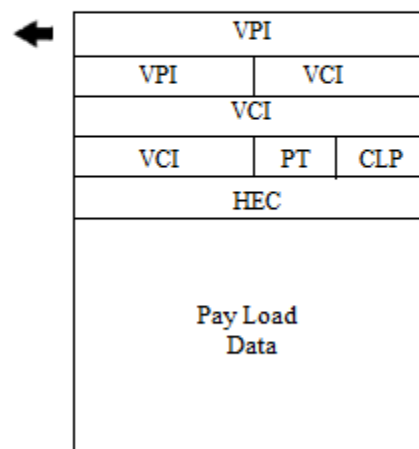 VPI
VPI VCI
VCI
VCI PT CLP
HEC
Pay Load
Data